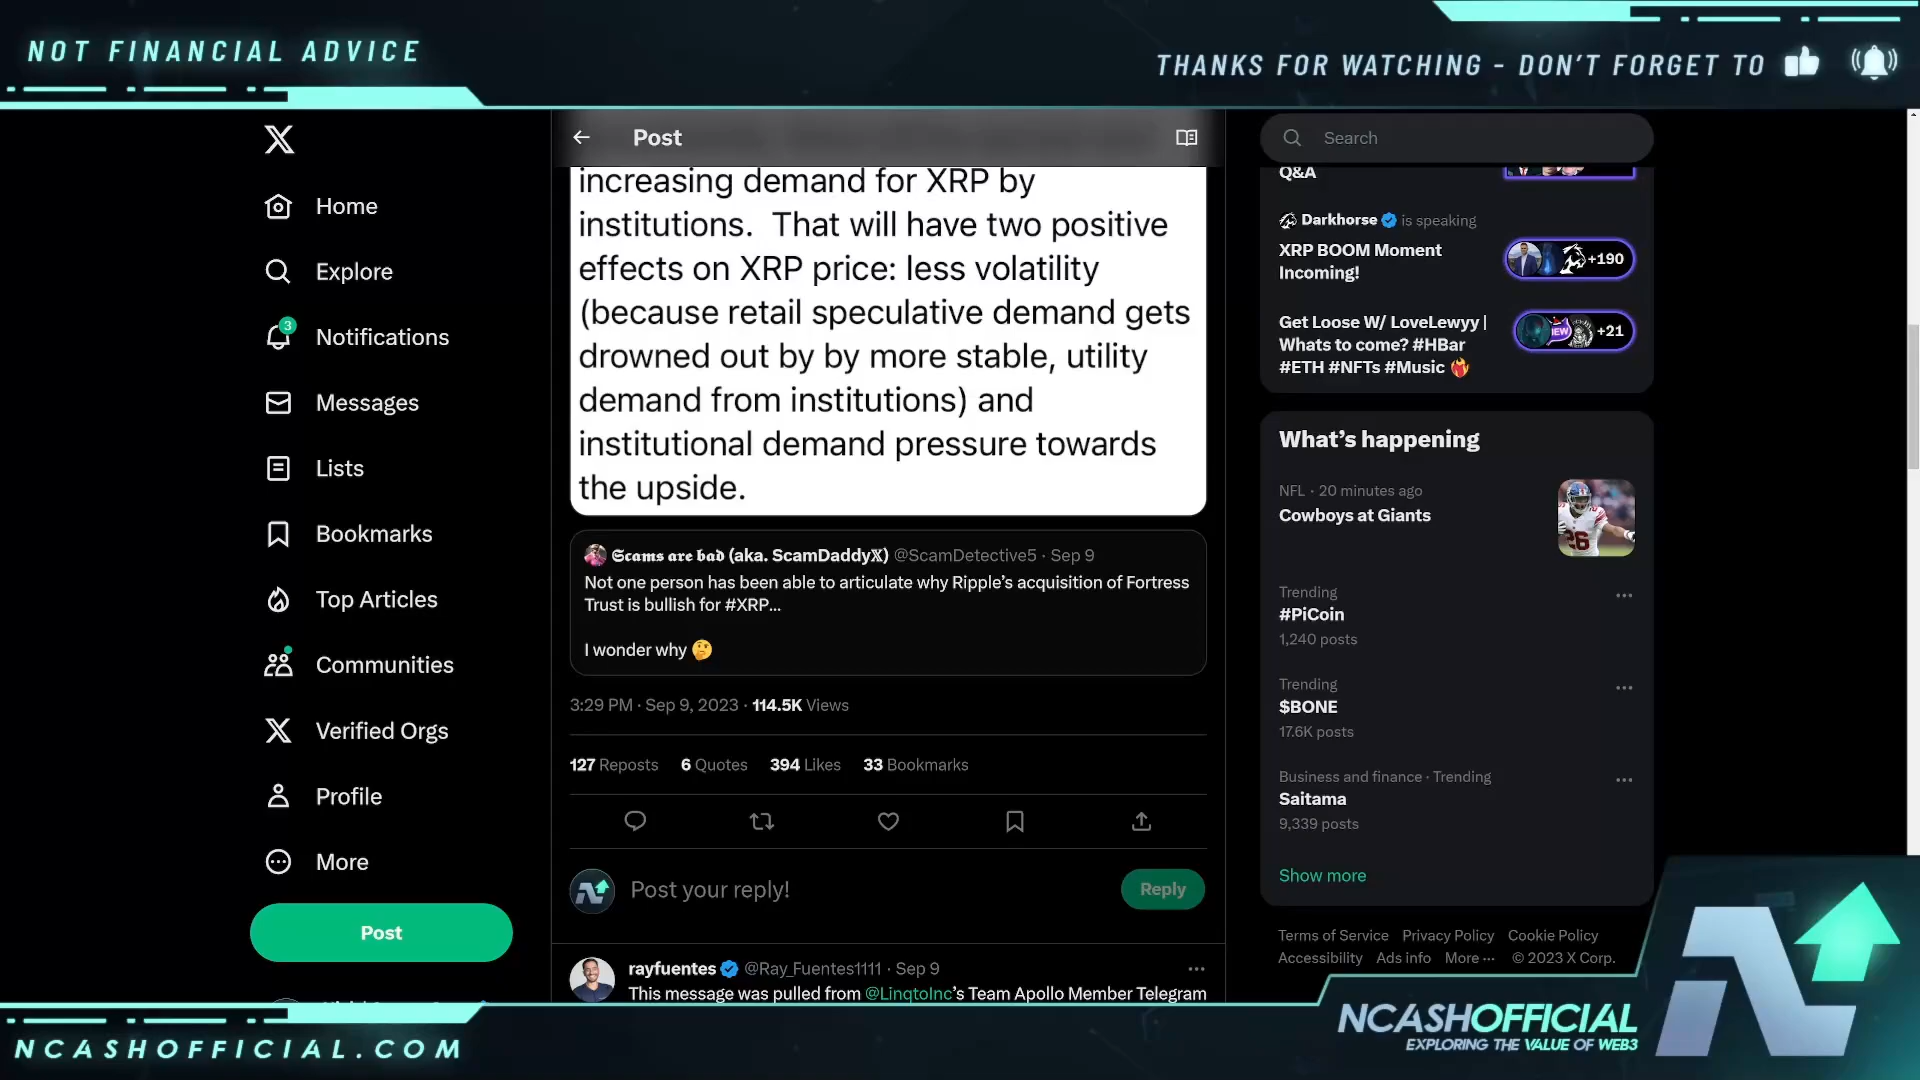 NOT FINANCIAL ADVICE
THANKS FOR WATCHING - DON'T FORGET TO
Home
Explore
3
Notifications
Messages
Lists
Bookmarks
Top Articles
Communities
Verified Orgs
Profile
More
Post
Post
increasing demand for XRP by
institutions.  That will have two positive
effects on XRP price: less volatility
(because retail speculative demand gets
drowned out by by more stable, utility
demand from institutions) and
institutional demand pressure towards
the upside.
𝕾𝖈𝖆𝖒𝖘 𝖆𝖗𝖊 𝖇𝖆𝖉 (aka. ScamDaddy𝕏) @ScamDetective5 · Sep 9
Not one person has been able to articulate why Ripple's acquisition of Fortress
Trust is bullish for #XRP...
I wonder why 🤔
3:29 PM · Sep 9, 2023 · 114.5K Views
127 Reposts 6 Quotes 394 Likes 33 Bookmarks
Post your reply!
Reply
rayfuentes @Ray_Fuentes1111 · Sep 9
This message was pulled from @LinqtoInc's Team Apollo Member Telegram
Search
Q&A
Darkhorse is speaking
XRP BOOM Moment
Incoming!
+190
Get Loose W/ LoveLewyy |
Whats to come? #HBar
#ETH #NFTs #Music
+21
What's happening
NFL · 20 minutes ago
Cowboys at Giants
Trending
#PiCoin
1,240 posts
Trending
$BONE
17.6K posts
Business and finance · Trending
Saitama
9,339 posts
Show more
Terms of Service Privacy Policy Cookie Policy
Accessibility Ads info More ··· © 2023 X Corp.
NCASHOFFICIAL.COM
NCASHOFFICIAL
EXPLORING THE VALUE OF WEB3